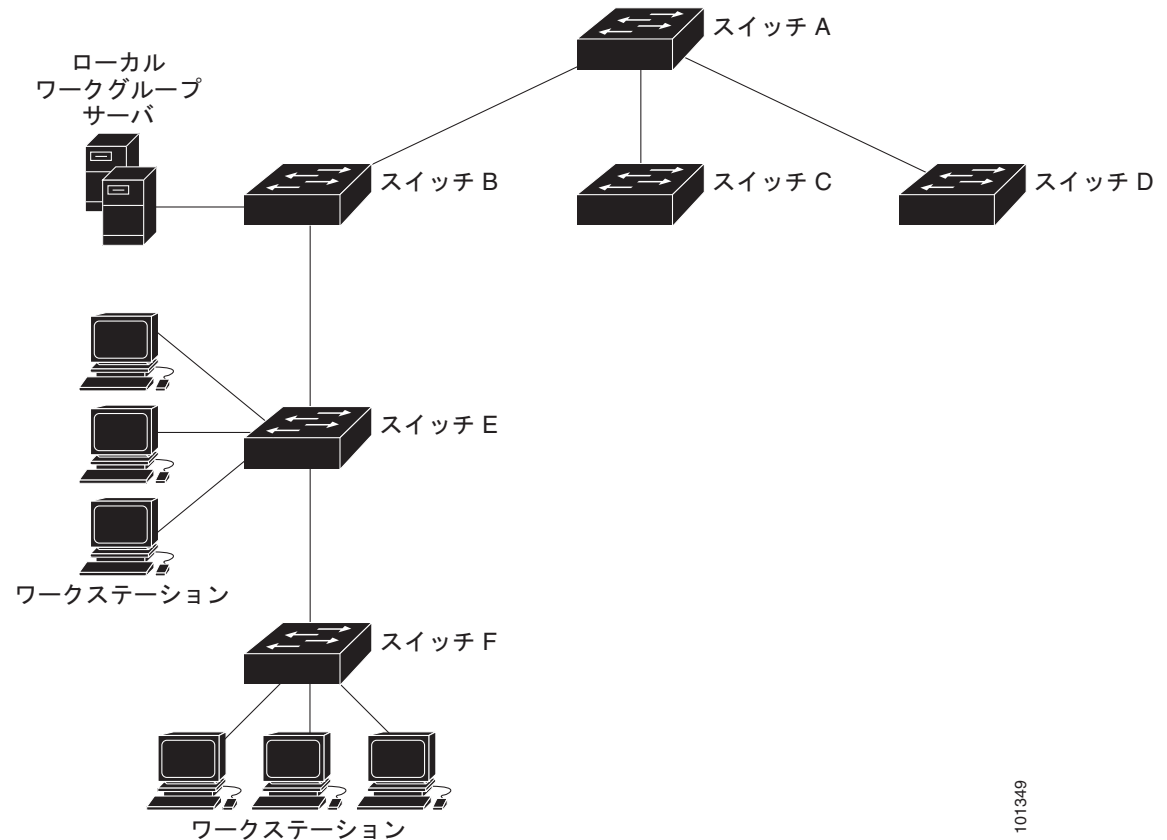 スイッチ A
ローカル
ワークグループ
サーバ
スイッチ B
スイッチ C
スイッチ D
スイッチ E
ワークステーション
スイッチ F
ワークステーション
101349